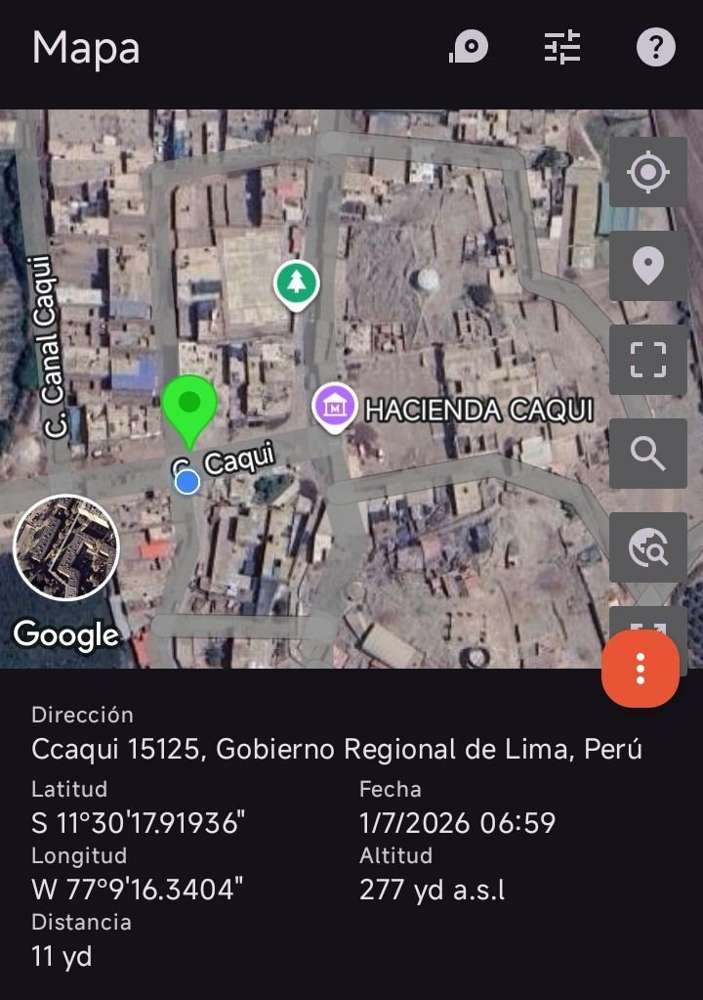 Mapa
C. Canal Caqui
HACIENDA CAQUI
C. Caqui
Google
Dirección
Ccaqui 15125, Gobierno Regional de Lima, Perú
Latitud
S 11°30'17.91936"
Fecha
1/7/2026 06:59
Longitud
W 77°9'16.3404"
Altitud
277 yd a.s.l
Distancia
11 yd